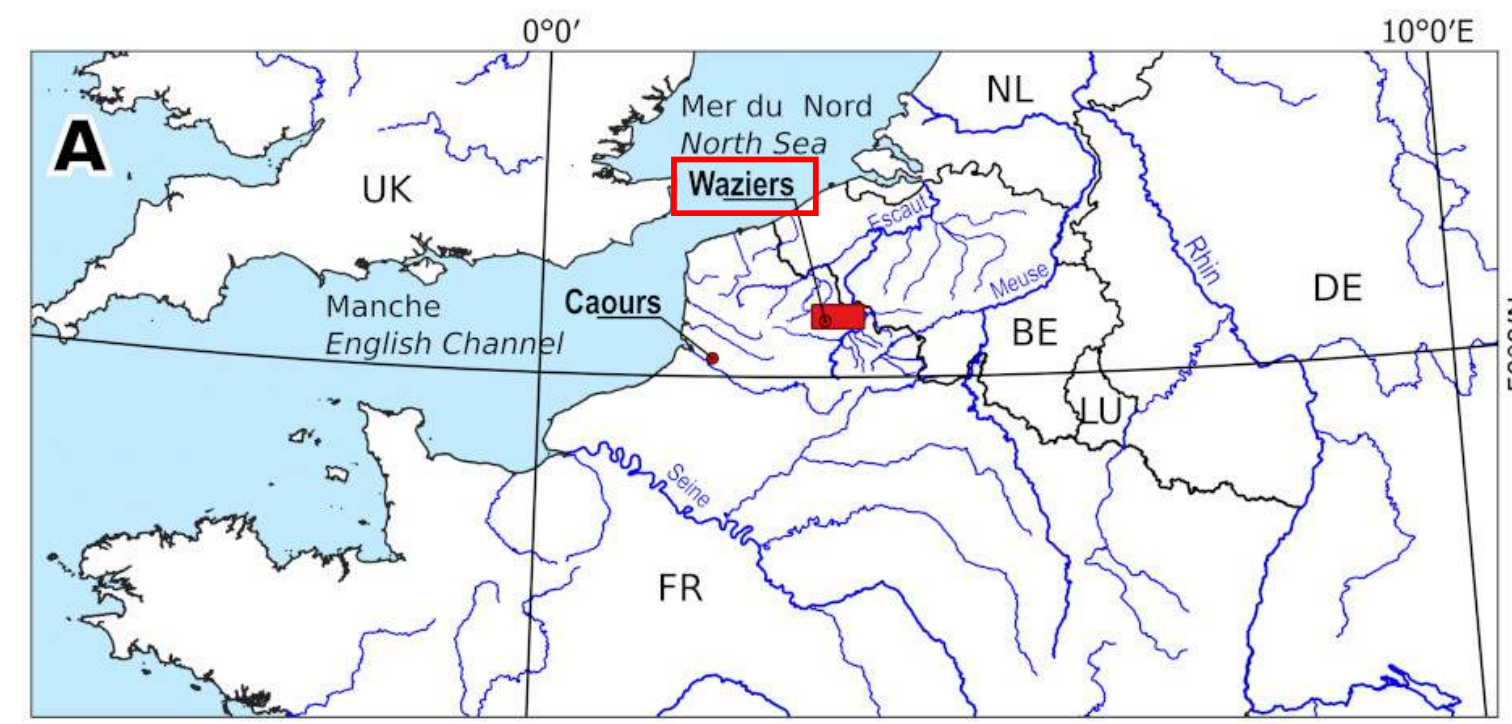 0°0′
10°0′E
A
Mer du Nord
North Sea
NL
Waziers
UK
Escaut
Rhin
Meuse
DE
Manche
English Channel
Caours
BE
LU
Seine
FR